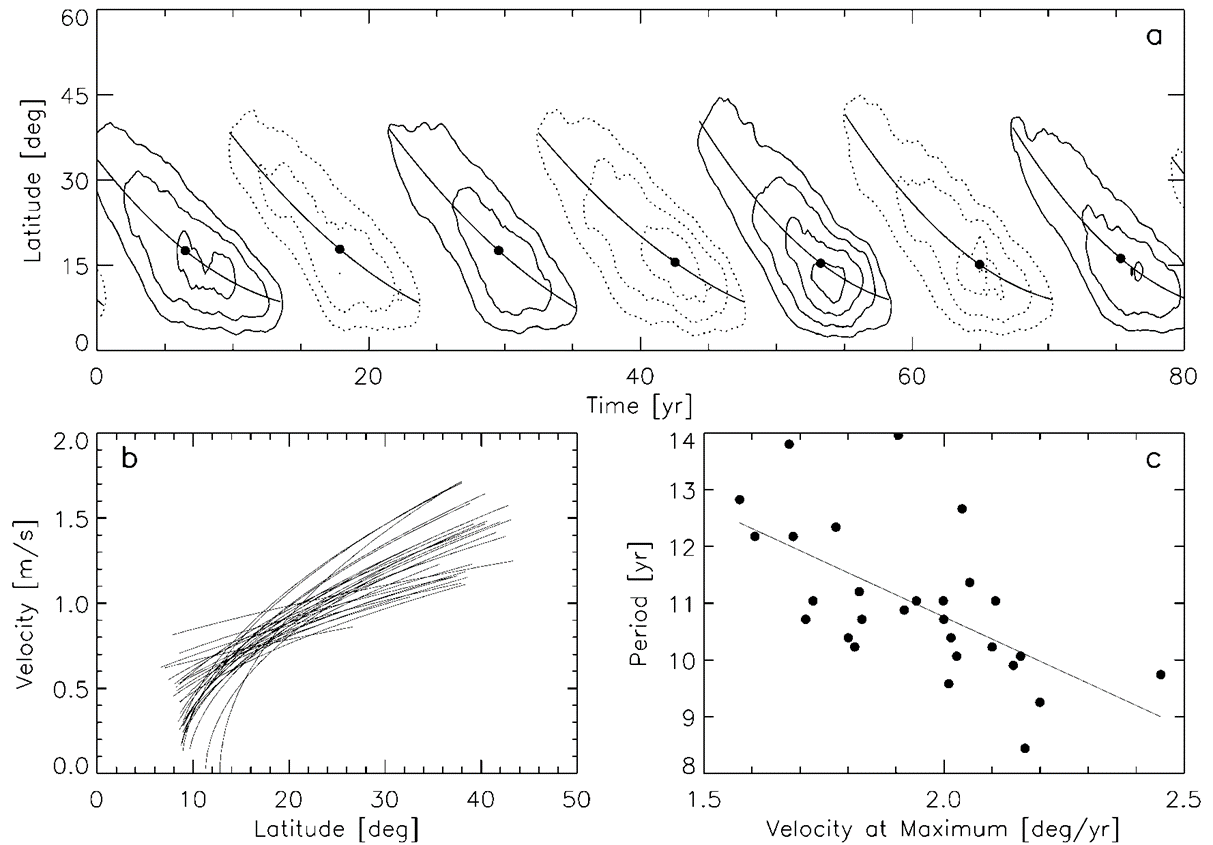 60
45
30
15
0
Latitude [deg]
a
0 20 40 60 80
Time [yr]
2.0
1.5
1.0
0.5
0.0
Velocity [m/s]
b
0 10 20 30 40 50
Latitude [deg]
14
13
12
11
10
9
8
Period [yr]
c
1.5 2.0 2.5
Velocity at Maximum [deg/yr]